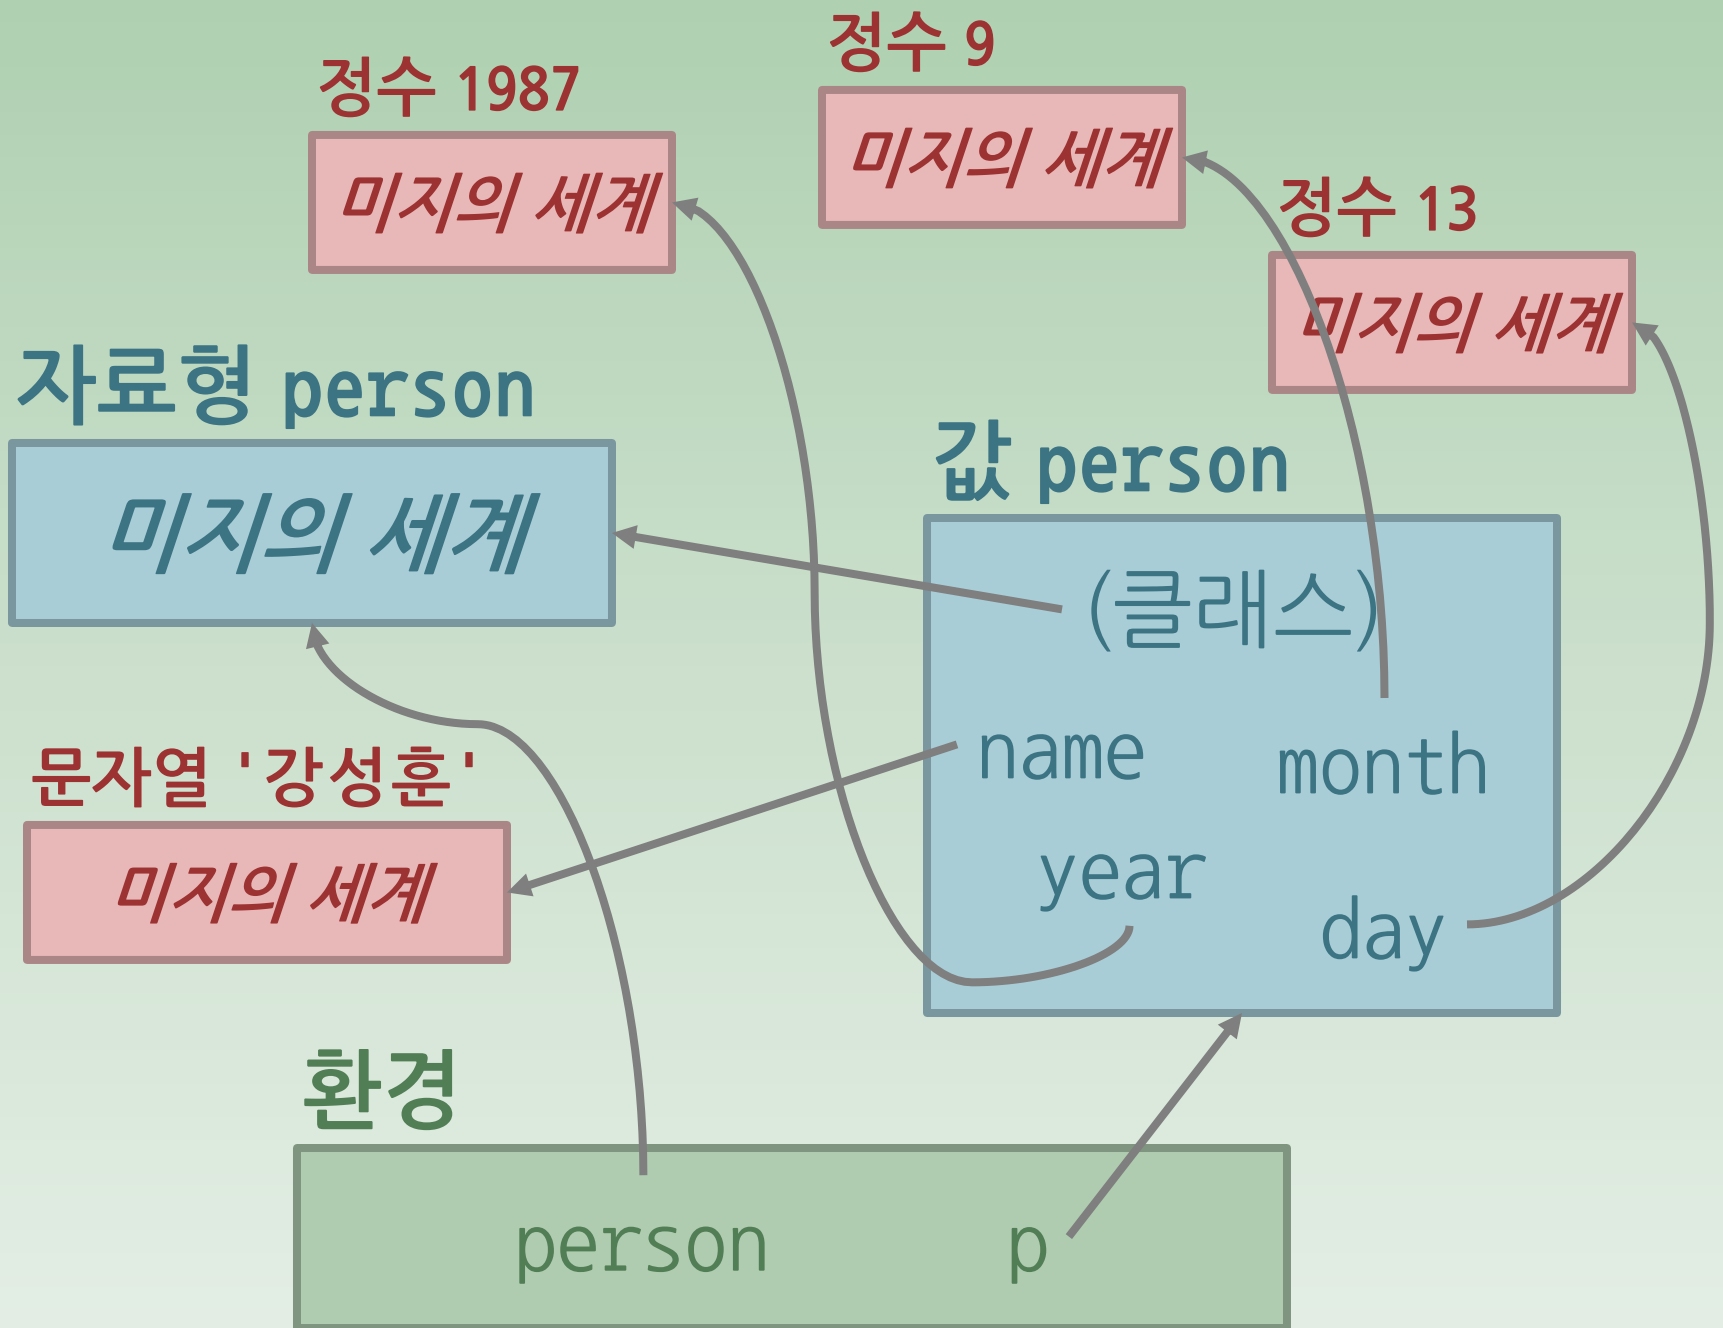 정수 9
정수 1987
미지의 세계
미지의 세계
정수 13
미지의 세계
자료형 person
미지의 세계
값 person
(클래스)
name
month
year
day
문자열 '강성훈'
미지의 세계
환경
person
p